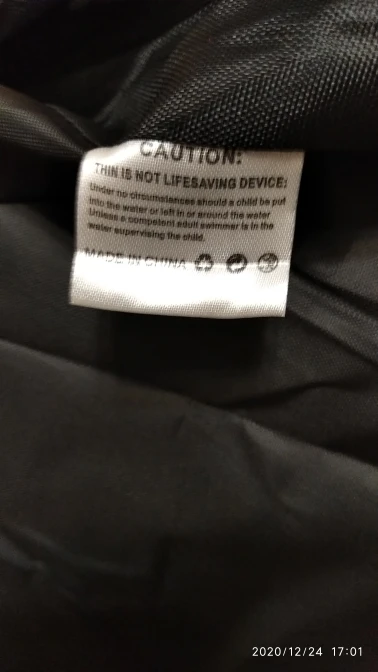 CAUTION:
THIN IS NOT LIFESAVING DEVICE:
Under no circumstances should a child be put
into the water or left in or around the water
Unless a competent adult swimmer is in the
water supervising the child.
MADE IN CHINA
2020/12/24 17:01